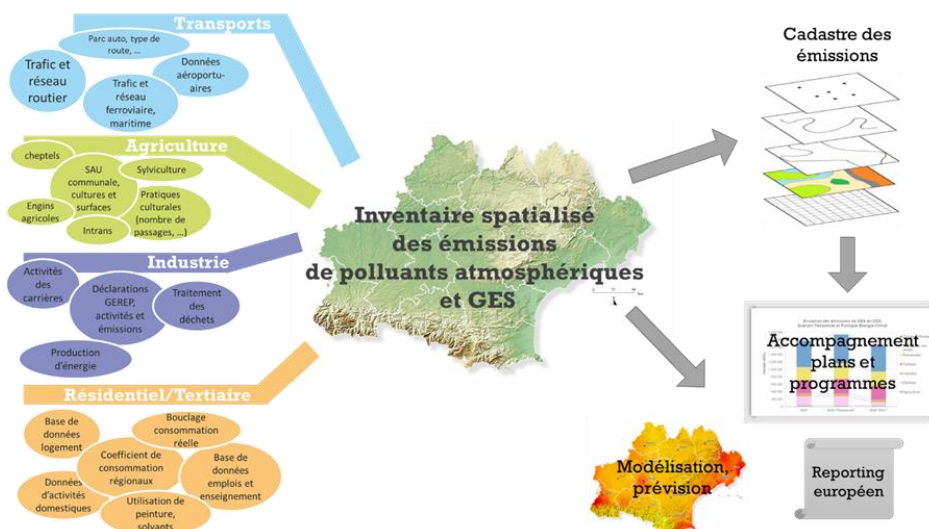 Transports
Parc auto, type de
route, ...
Trafic et
réseau
routier
Données
aéroportu-
aires
Trafic et
réseau
ferroviaire,
maritime
Agriculture
cheptels
SAU
communale,
cultures et
surfaces
Sylviculture
Engins
agricoles
Pratiques
culturales
(nombre de
passages, ...)
Intrans
Industrie
Activités
des
carrières
Déclarations
GEREP,
activités et
émissions
Traitement
des
déchets
Production
d'énergie
Résidentiel/Tertiaire
Base de
données
logement
Bouclage
consommation
réelle
Coefficient de
consommation
régionaux
Base de
données
emplois et
enseignement
Données
d'activités
domestiques
Utilisation de
peinture,
solvants
Inventaire spatialisé
des émissions
de polluants atmosphériques
et GES
Cadastre des
émissions
Accompagnement
plans et
programmes
Modélisation,
prévision
Reporting
européen